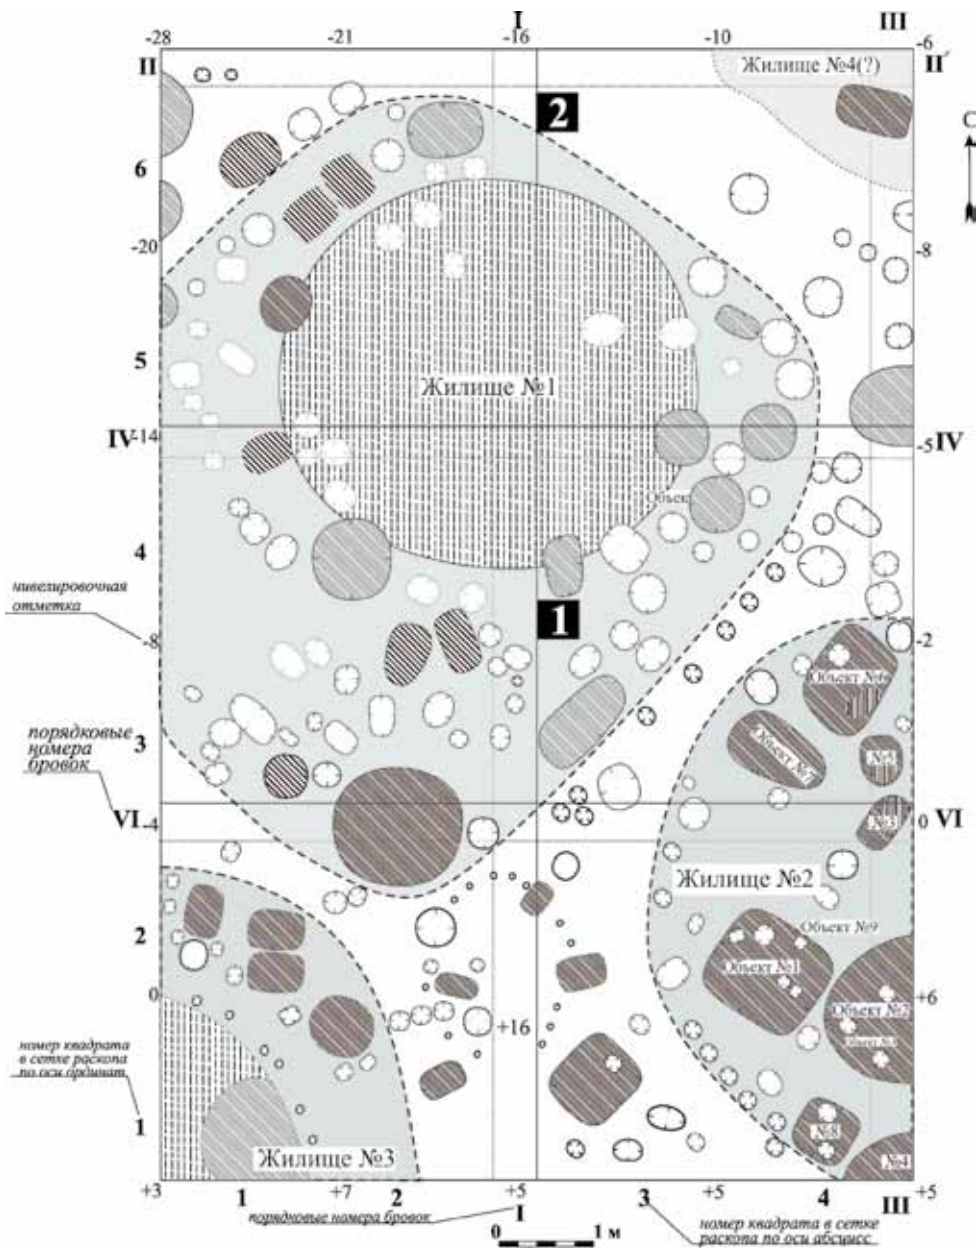 I III
-28 -21 -16 -10 -6
II Жилище №4(?) II'
2
С
6
-20 -8
5
Жилище №1
IV -14 IV
-5
Объек
4
нивелировочная
отметка
1
-8 -2
Объект №6
порядковые
номера
бровок
3
№5
VI -4 №3 0 VI
Жилище №2
2
Объект №9
Объект №1
0 +6
Объект №2
+16
номер квадрата
в сетке раскопа
по оси ординат
1
№8
Жилище №3 №4
+3 1 +7 2 +5 3 +5 4 +5
порядковые номера бровок I III
0 1 м
номер квадрата в сетке
раскопа по оси абсцисс